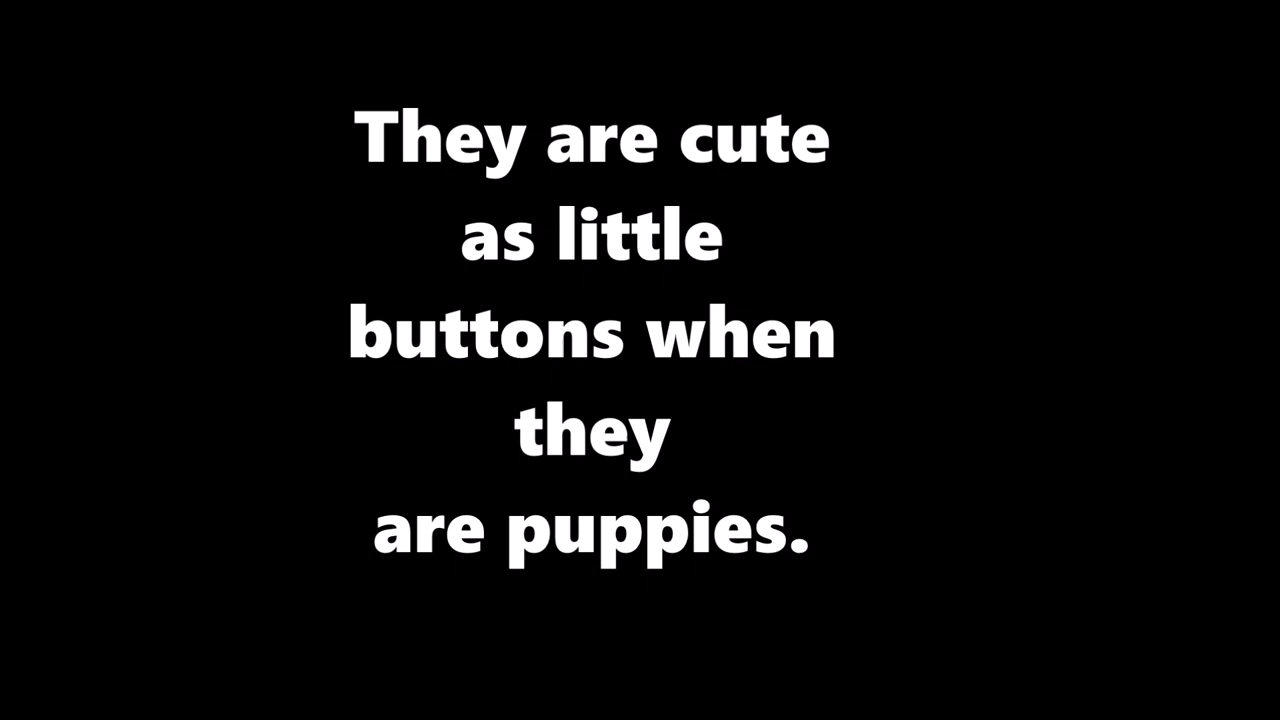 They are cute
as little
buttons when
they
are puppies.